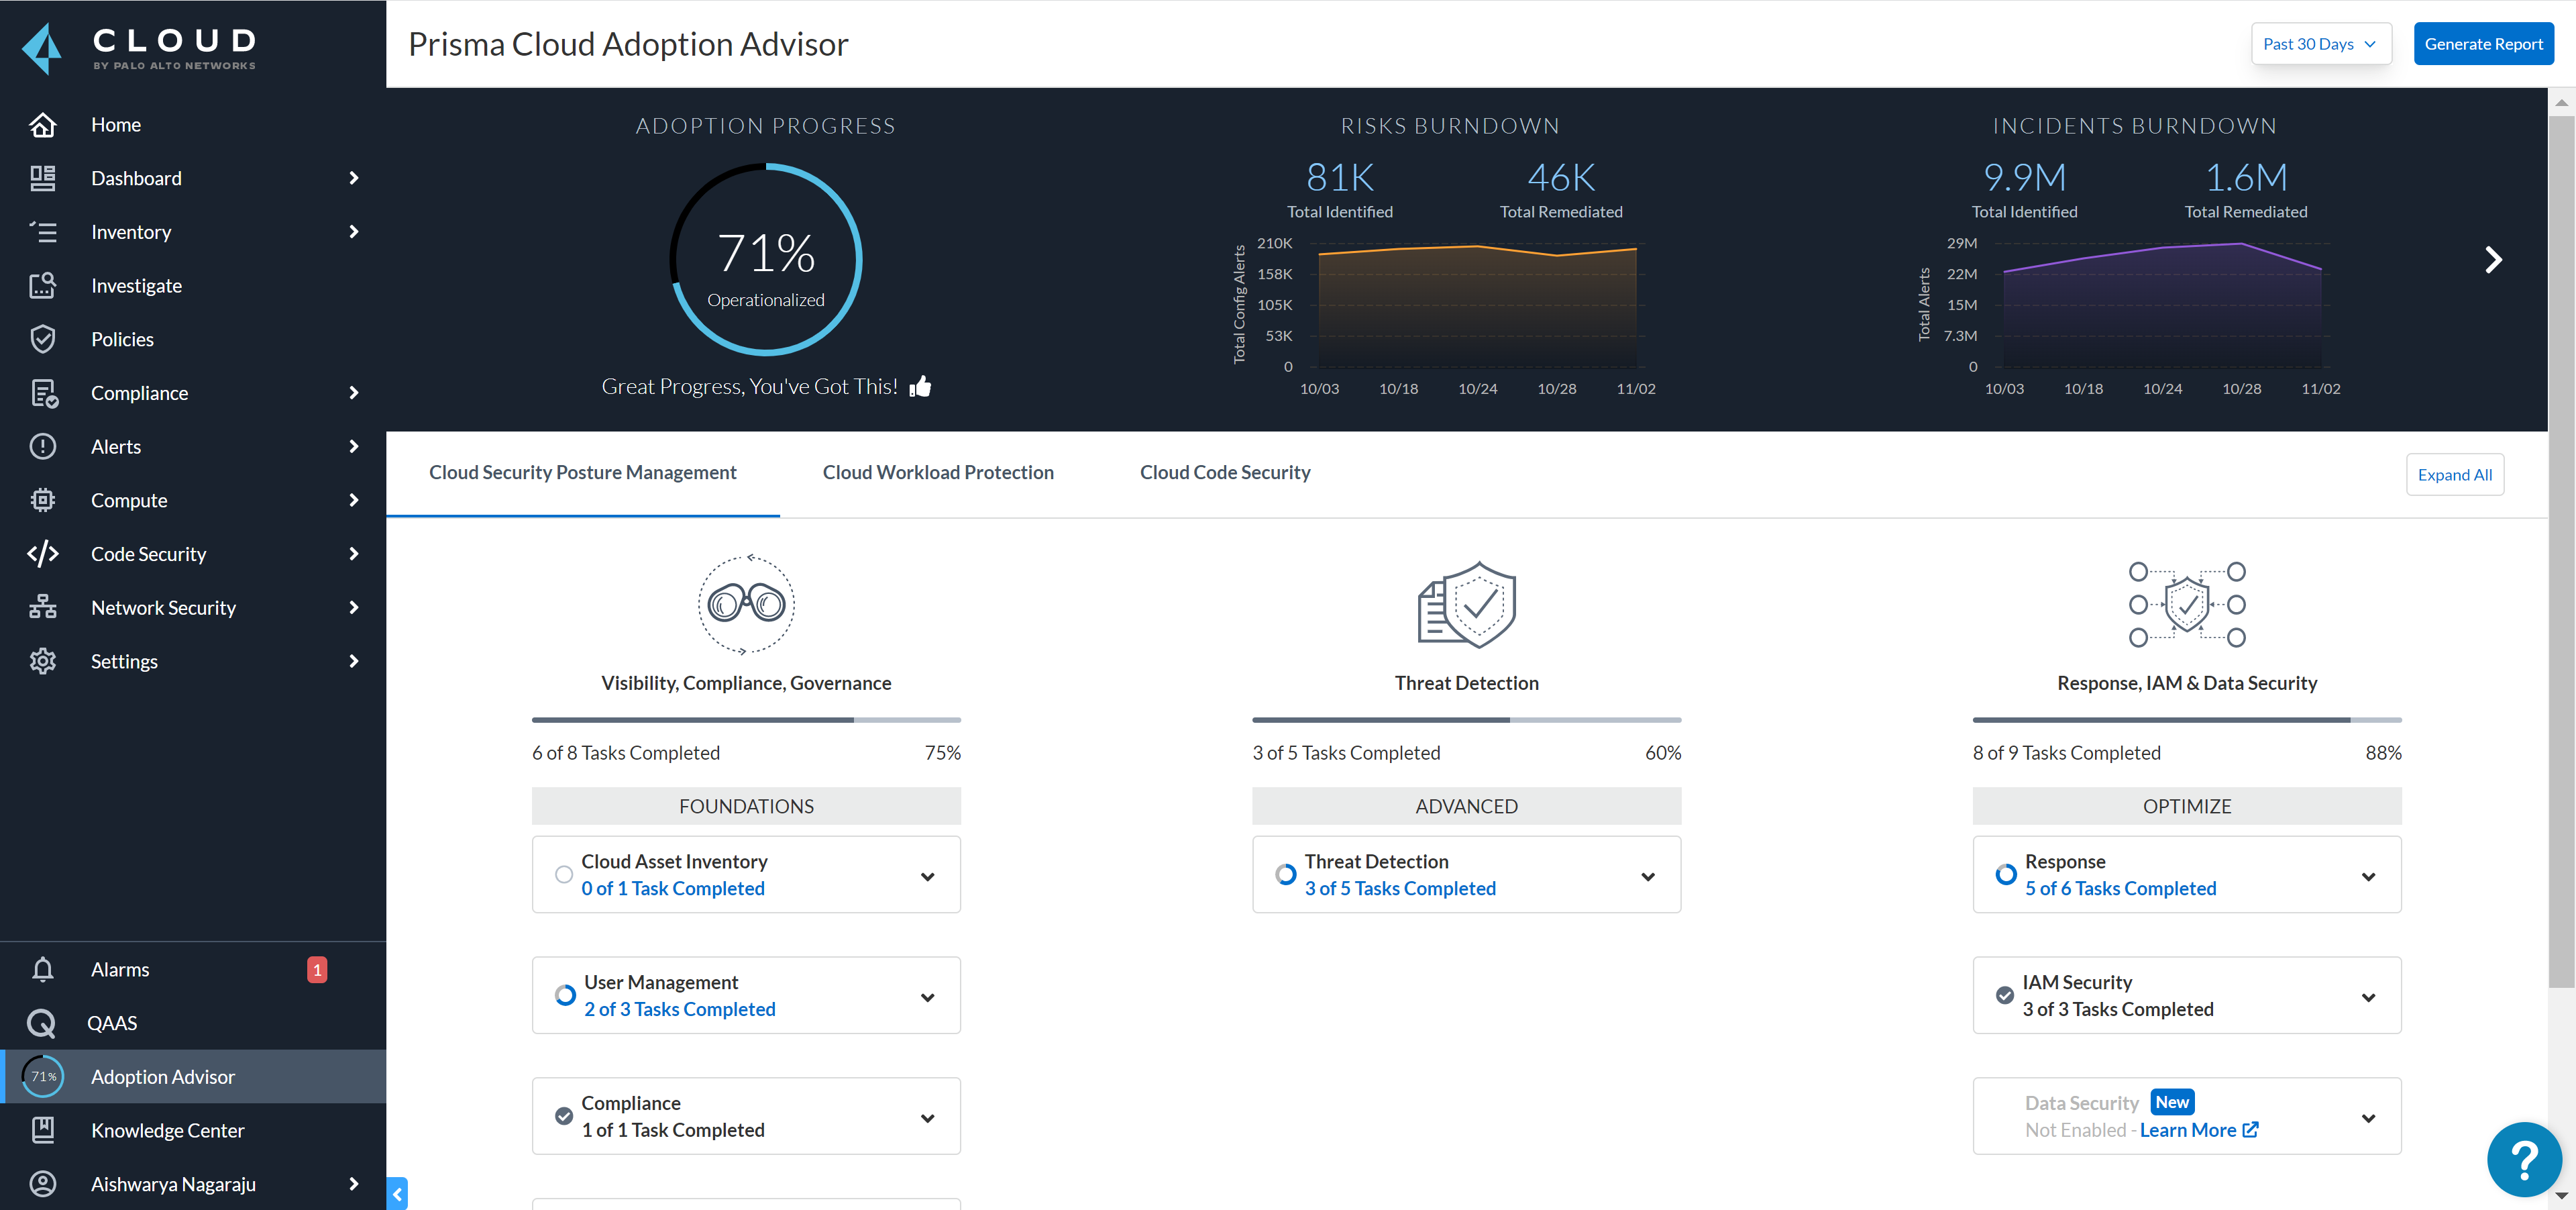 CLOUD
BY PALO ALTO NETWORKS
Home
Dashboard
Inventory
Investigate
Policies
Compliance
Alerts
Compute
Code Security
Network Security
Settings
Alarms
1
QAAS
71%
Adoption Advisor
Knowledge Center
Aishwarya Nagaraju
Prisma Cloud Adoption Advisor
Past 30 Days
Generate Report
ADOPTION PROGRESS
71%
Operationalized
Great Progress, You've Got This!
RISKS BURNDOWN
81K
46K
Total Identified
Total Remediated
Total Config Alerts
210K
158K
105K
53K
0
10/03 10/18 10/24 10/28 11/02
INCIDENTS BURNDOWN
9.9M
1.6M
Total Identified
Total Remediated
Total Alerts
29M
22M
15M
7.3M
0
10/03 10/18 10/24 10/28 11/02
Cloud Security Posture Management
Cloud Workload Protection
Cloud Code Security
Expand All
Visibility, Compliance, Governance
6 of 8 Tasks Completed
75%
FOUNDATIONS
Cloud Asset Inventory
0 of 1 Task Completed
User Management
2 of 3 Tasks Completed
Compliance
1 of 1 Task Completed
Threat Detection
3 of 5 Tasks Completed
60%
ADVANCED
Threat Detection
3 of 5 Tasks Completed
Response, IAM & Data Security
8 of 9 Tasks Completed
88%
OPTIMIZE
Response
5 of 6 Tasks Completed
IAM Security
3 of 3 Tasks Completed
Data Security New
Not Enabled - Learn More
?